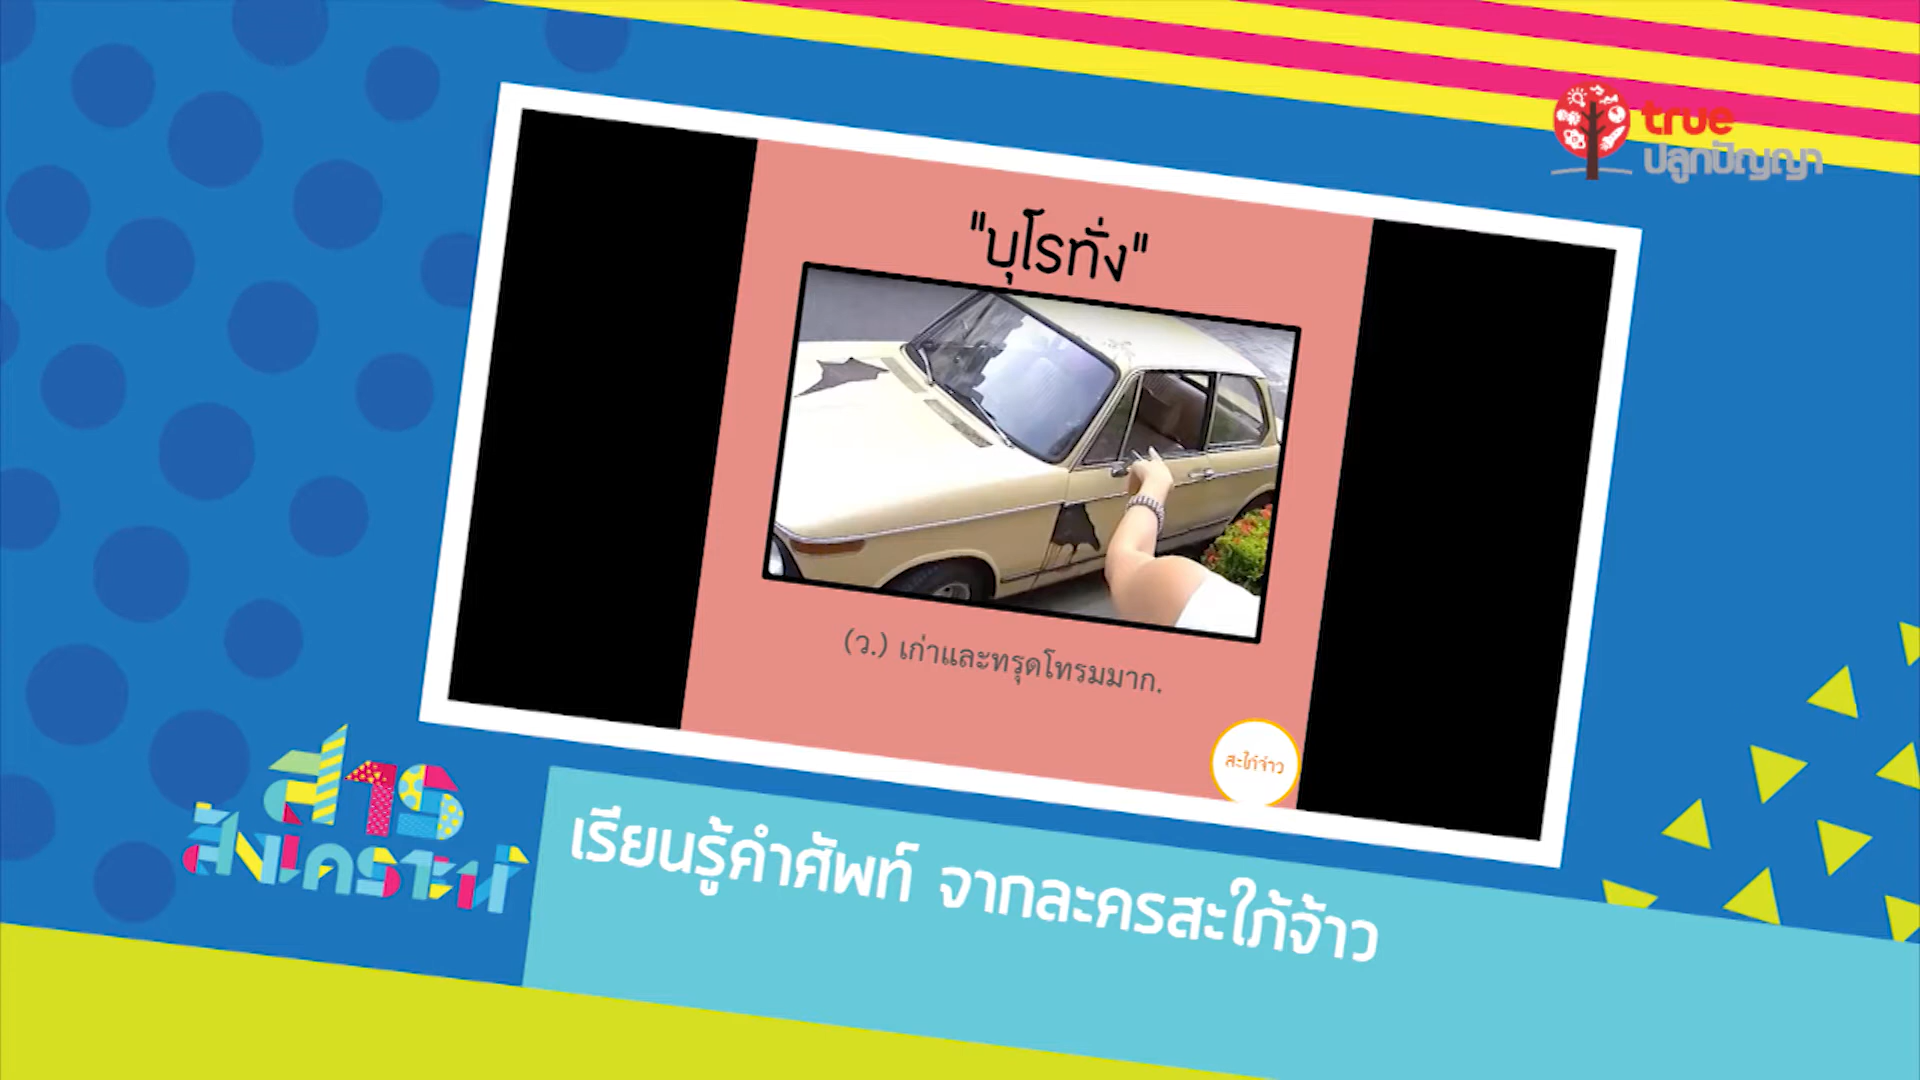 true
ปลูกปัญญา
"บุโรทั่ง"
(ว.) เก่าและทรุดโทรมมาก.
สะใภ้จ้าว
สาระ
สังเคราะห์
เรียนรู้คำศัพท์ จากละครสะใภ้จ้าว